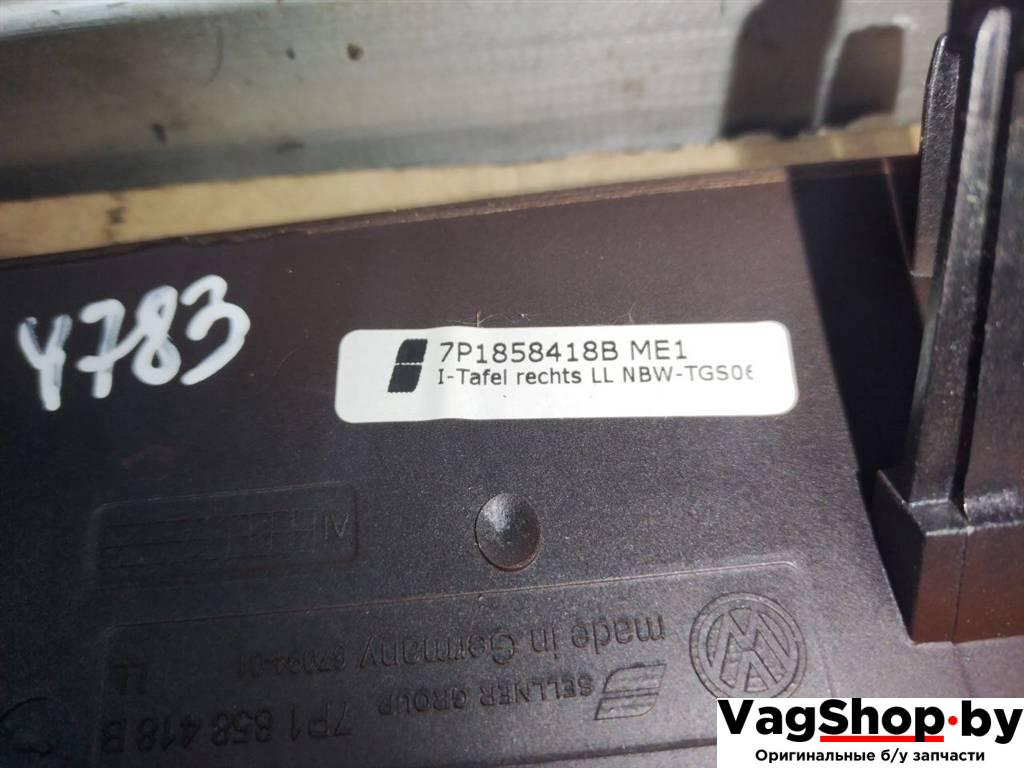 4783
7P1858418B ME1
I-Tafel rechts LL NBW-TGS06
made in Germany
SELLNER GROUP
LL
7P1 858 418 B
VagShop.by
Оригинальные б/у запчасти